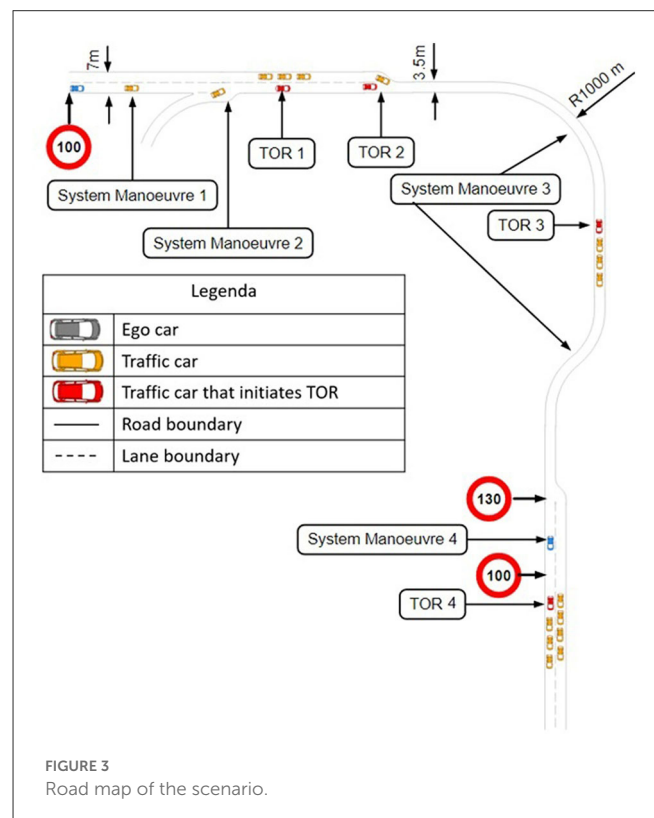 7m
3.5m
R1000 m
100
TOR 1
TOR 2
System Manoeuvre 1
System Manoeuvre 3
TOR 3
System Manoeuvre 2
Legenda
Ego car
Traffic car
Traffic car that initiates TOR
Road boundary
Lane boundary
130
System Manoeuvre 4
100
TOR 4
FIGURE 3
Road map of the scenario.